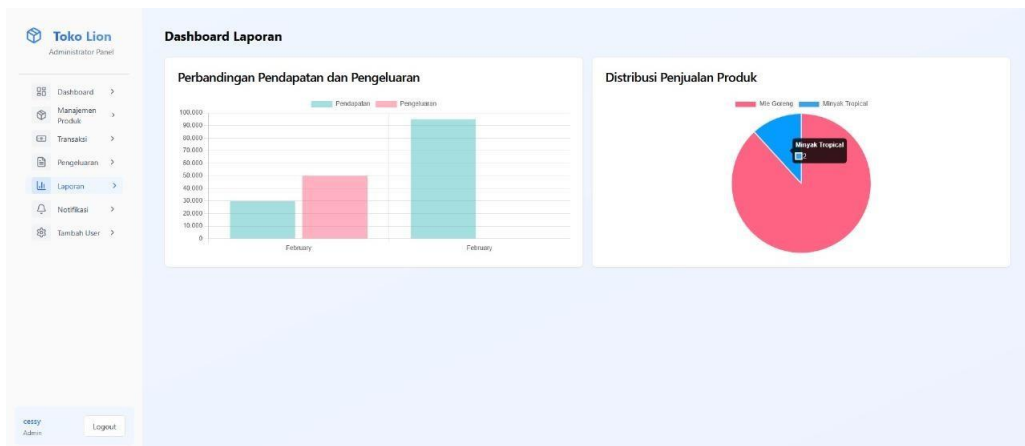 Toko Lion
Administrator Panel
Dashboard
Manajemen
Produk
Transaksi
Pengeluaran
Laporan
Notifikasi
Tambah User
cessy
Admin
Logout
Dashboard Laporan
Perbandingan Pendapatan dan Pengeluaran
Pendapatan Pengeluaran
100.000
90.000
80.000
70.000
60.000
50.000
40.000
30.000
20.000
10.000
0
February February
Distribusi Penjualan Produk
Mie Goreng Minyak Tropical
Minyak Tropical
2